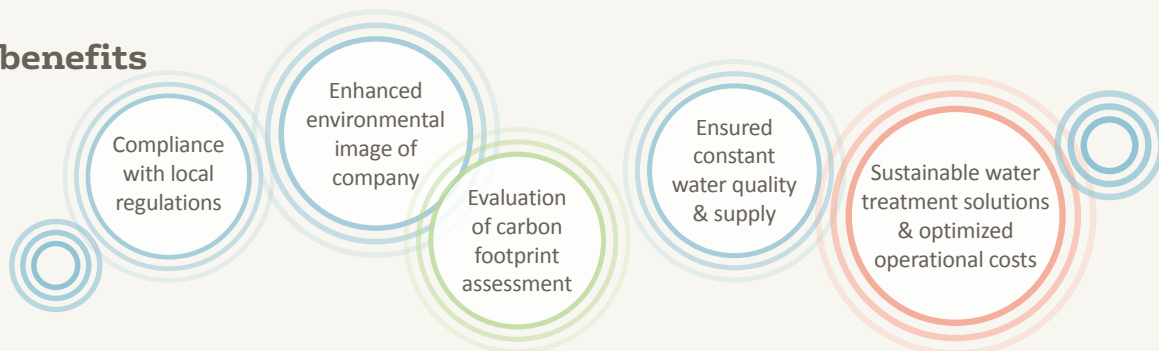 benefits
Compliance
with local
regulations
Enhanced
environmental
image of
company
Evaluation
of carbon
footprint
assessment
Ensured
constant
water quality
& supply
Sustainable water
treatment solutions
& optimized
operational costs